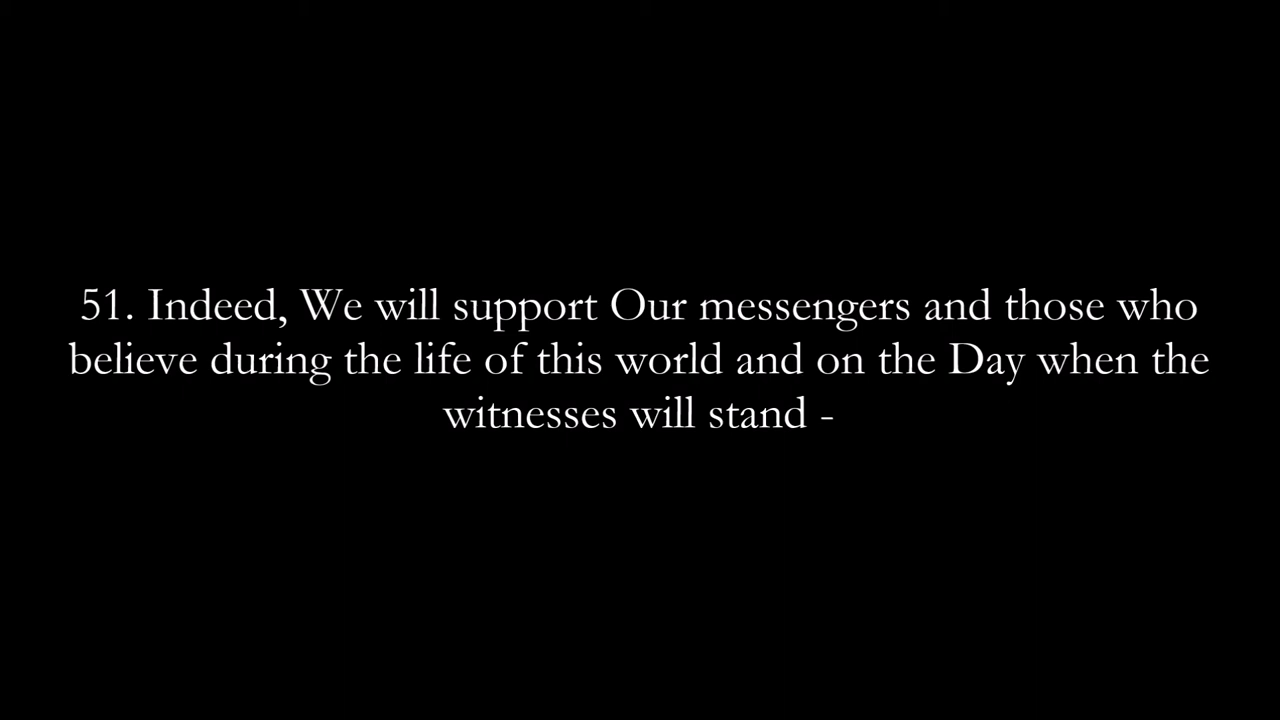 51. Indeed, We will support Our messengers and those who
believe during the life of this world and on the Day when the
witnesses will stand -